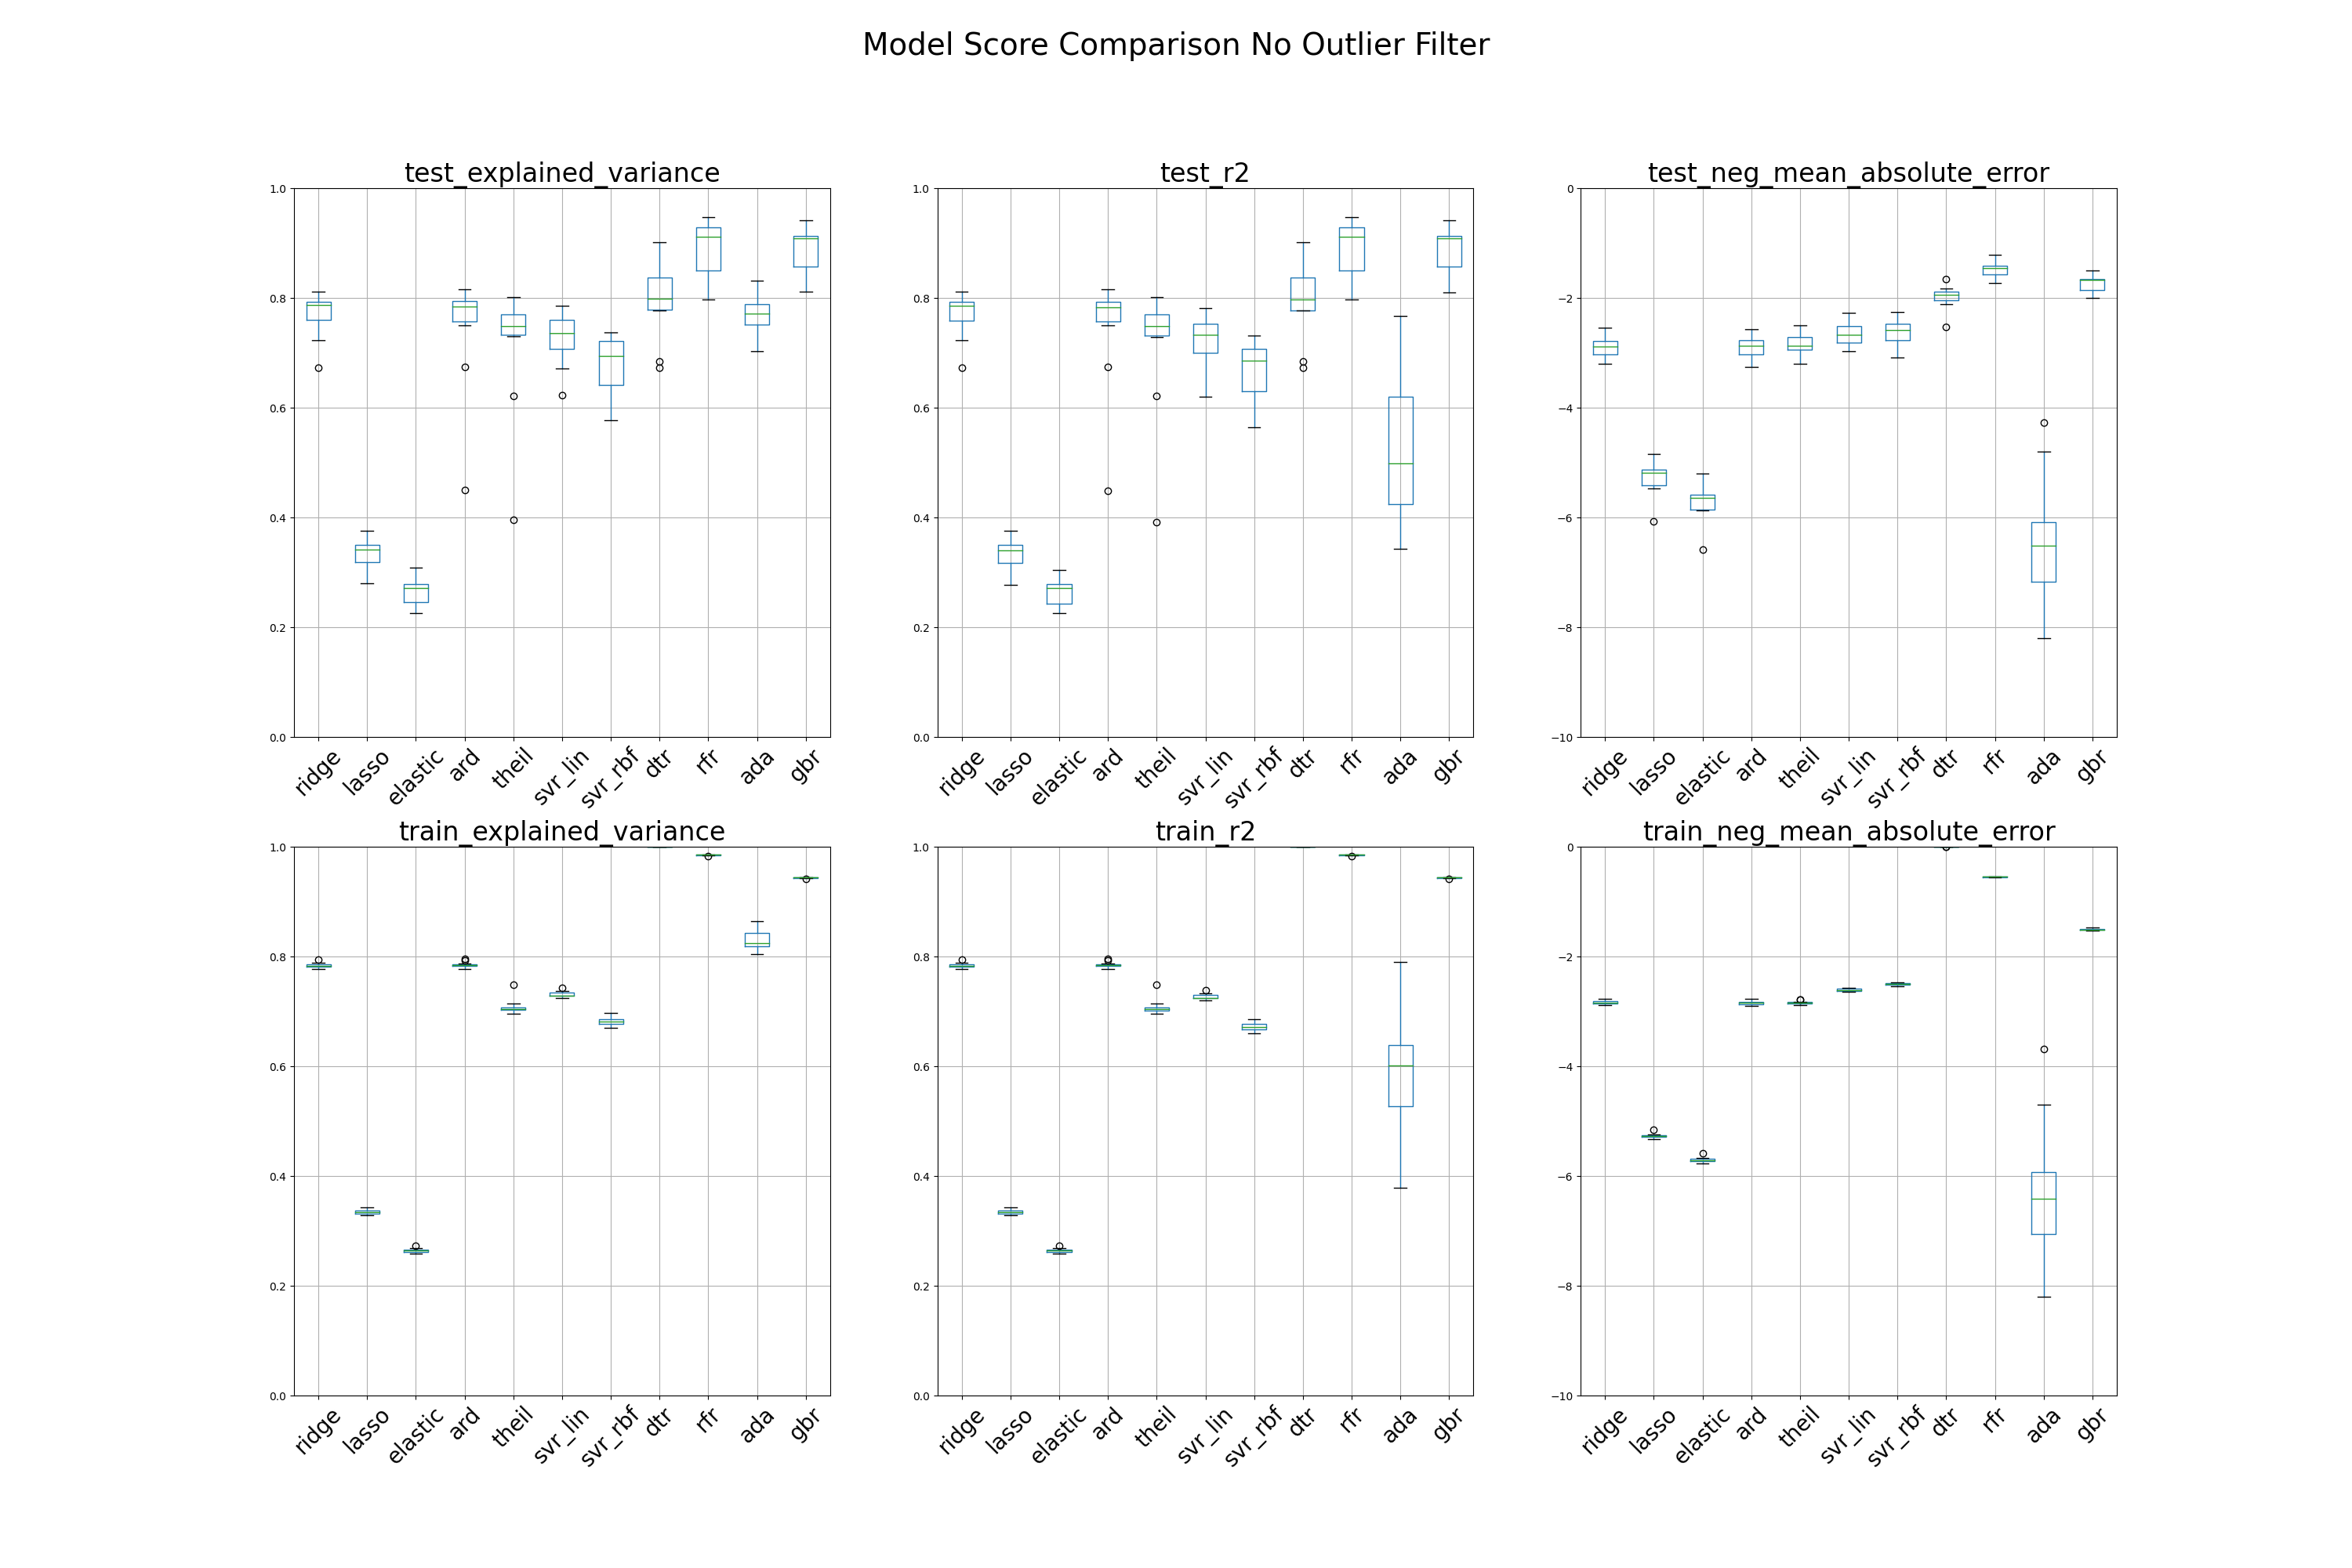 Model Score Comparison No Outlier Filter
test_explained_variance
1.0
0.8
0.6
0.4
0.2
0.0
ridge lasso elastic ard theil svr_lin svr_rbf dtr rfr ada gbr
test_r2
1.0
0.8
0.6
0.4
0.2
0.0
ridge lasso elastic ard theil svr_lin svr_rbf dtr rfr ada gbr
test_neg_mean_absolute_error
0
−2
−4
−6
−8
−10
ridge lasso elastic ard theil svr_lin svr_rbf dtr rfr ada gbr
train_explained_variance
1.0
0.8
0.6
0.4
0.2
0.0
ridge lasso elastic ard theil svr_lin svr_rbf dtr rfr ada gbr
train_r2
1.0
0.8
0.6
0.4
0.2
0.0
ridge lasso elastic ard theil svr_lin svr_rbf dtr rfr ada gbr
train_neg_mean_absolute_error
0
−2
−4
−6
−8
−10
ridge lasso elastic ard theil svr_lin svr_rbf dtr rfr ada gbr